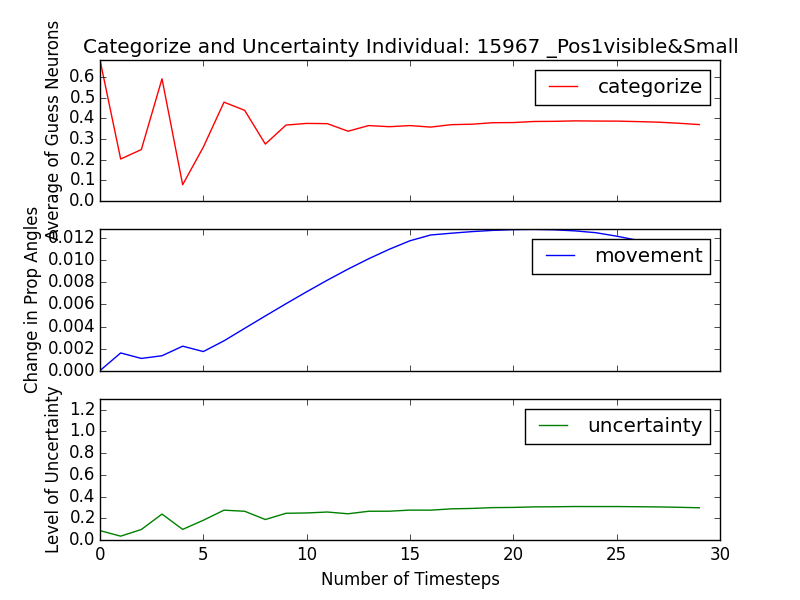 Categorize and Uncertainty Individual: 15967 _Pos1visible&Small
Average of Guess Neurons
0.6
0.5
0.4
0.3
0.2
0.1
0.0
categorize
Change in Prop Angles
0.012
0.010
0.008
0.006
0.004
0.002
0.000
movement
Level of Uncertainty
1.2
1.0
0.8
0.6
0.4
0.2
0.0
uncertainty
0 5 10 15 20 25 30
Number of Timesteps